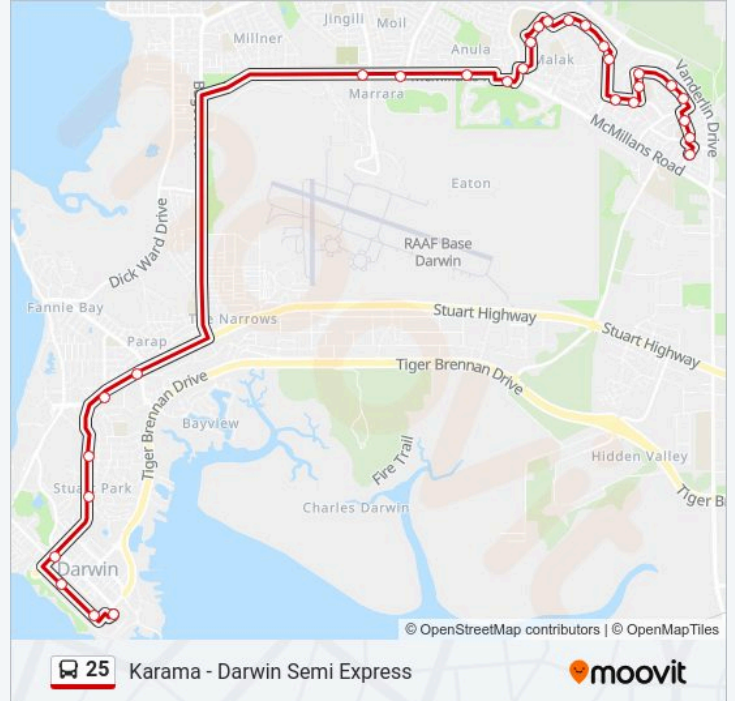 Jingili
Moil
Millner
Anula
Malak
Vanderlin Drive
Marrara
McMillans Road
Eaton
RAAF Base
Darwin
Dick Ward Drive
Fannie Bay
The Narrows
Stuart Highway
Stuart Highway
Parap
Tiger Brennan Drive
Tiger Brennan Drive
Bayview
Fire Trail
Hidden Valley
Stuart Park
Charles Darwin
Tiger B
Darwin
© OpenStreetMap contributors | © OpenMapTiles
25
Karama - Darwin Semi Express
moovit